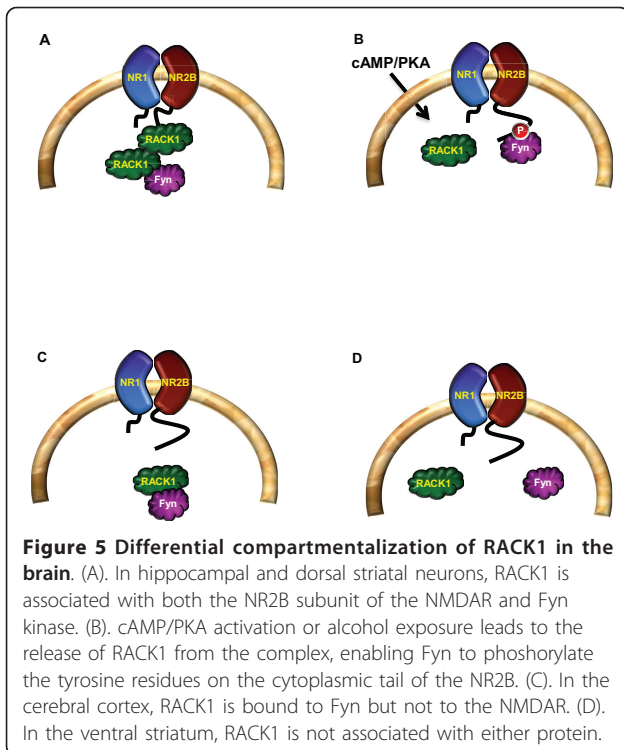 A
B
cAMP/PKA
NR1
NR2B
NR1
NR2B
RACK1
RACK1
Fyn
RACK1
P
Fyn
C
D
NR1
NR2B
NR1
NR2B
RACK1
Fyn
RACK1
Fyn
Figure 5 Differential compartmentalization of RACK1 in the
brain. (A). In hippocampal and dorsal striatal neurons, RACK1 is
associated with both the NR2B subunit of the NMDAR and Fyn
kinase. (B). cAMP/PKA activation or alcohol exposure leads to the
release of RACK1 from the complex, enabling Fyn to phoshorylate
the tyrosine residues on the cytoplasmic tail of the NR2B. (C). In the
cerebral cortex, RACK1 is bound to Fyn but not to the NMDAR. (D).
In the ventral striatum, RACK1 is not associated with either protein.